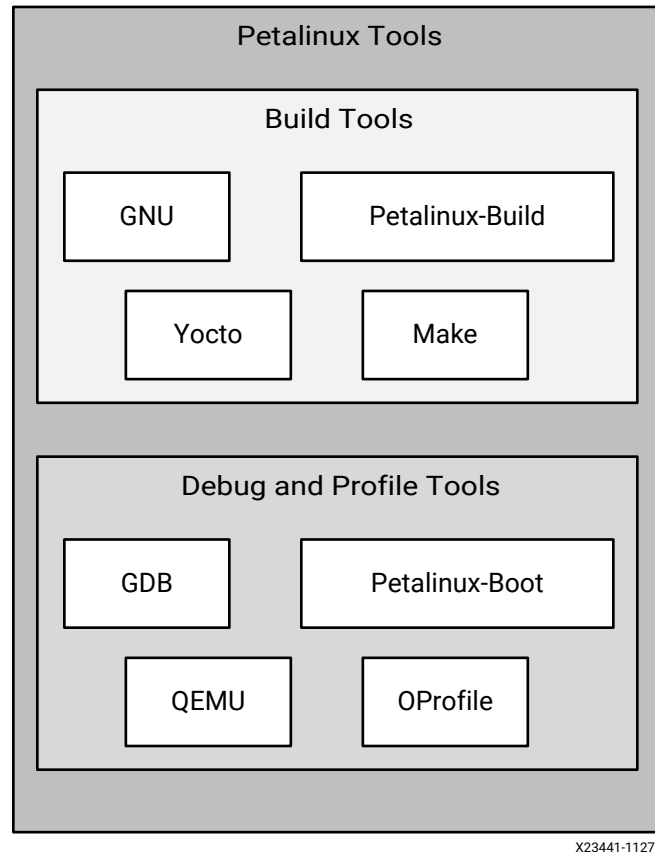 Petalinux Tools
Build Tools
GNU
Petalinux-Build
Yocto
Make
Debug and Profile Tools
GDB
Petalinux-Boot
QEMU
OProfile
X23441-1127